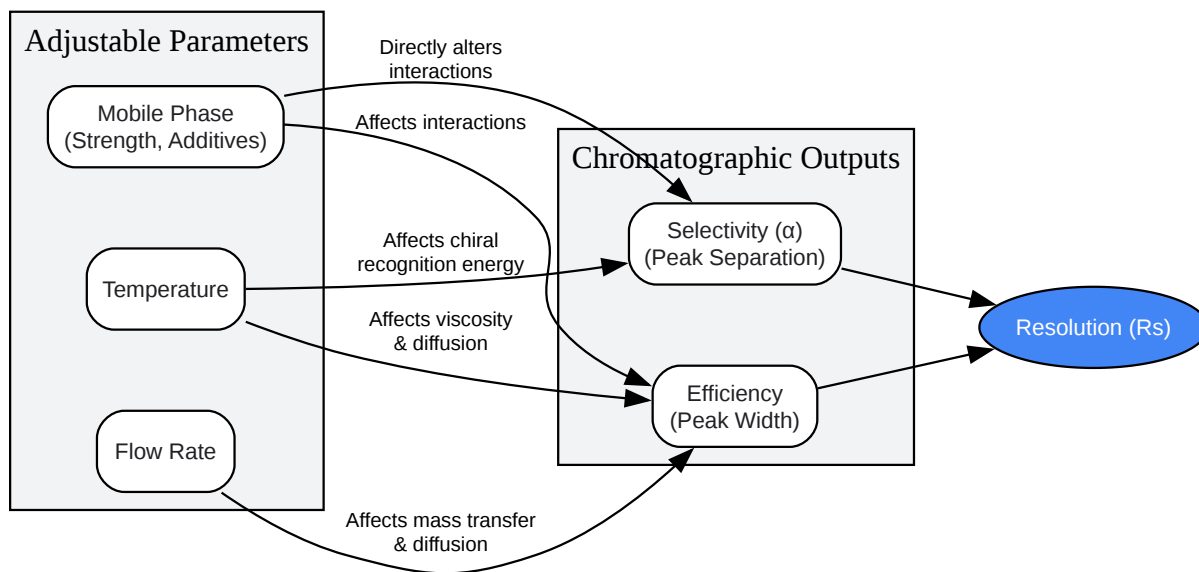 Adjustable Parameters
Mobile Phase
(Strength, Additives)
Temperature
Flow Rate
Directly alters
interactions
Affects interactions
Affects chiral
recognition energy
Affects viscosity
& diffusion
Affects mass transfer
& diffusion
Chromatographic Outputs
Selectivity (α)
(Peak Separation)
Efficiency
(Peak Width)
Resolution (Rs)